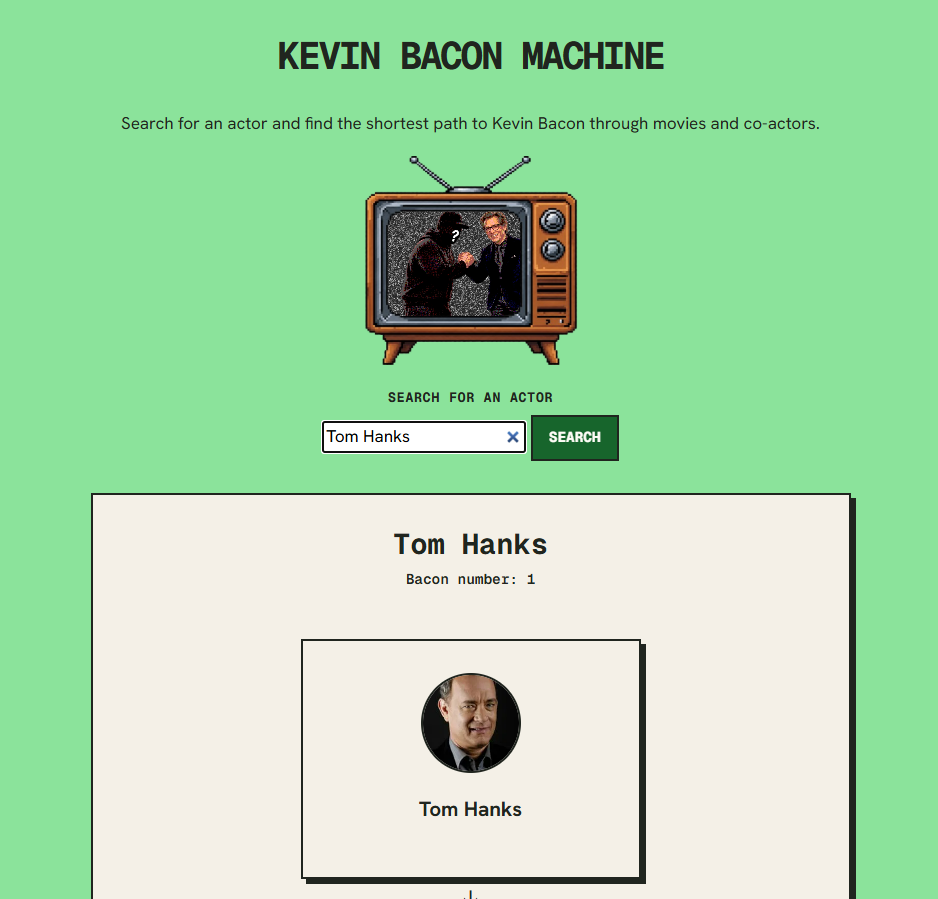 KEVIN BACON MACHINE
Search for an actor and find the shortest path to Kevin Bacon through movies and co-actors.
?
SEARCH FOR AN ACTOR
Tom Hanks
SEARCH
Tom Hanks
Bacon number: 1
Tom Hanks